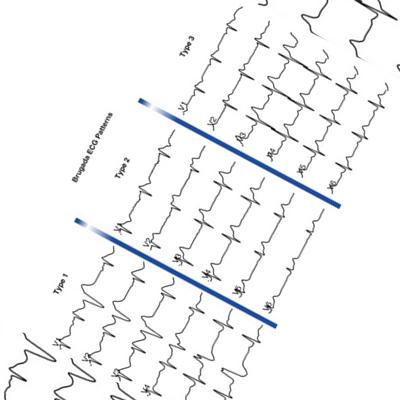 Brugada ECG Patterns
Type 1
V1
V2
V3
V4
Type 2
V1
V2
V3
V4
V5
V6
Type 3
V1
V2
V3
V4
V5
V6